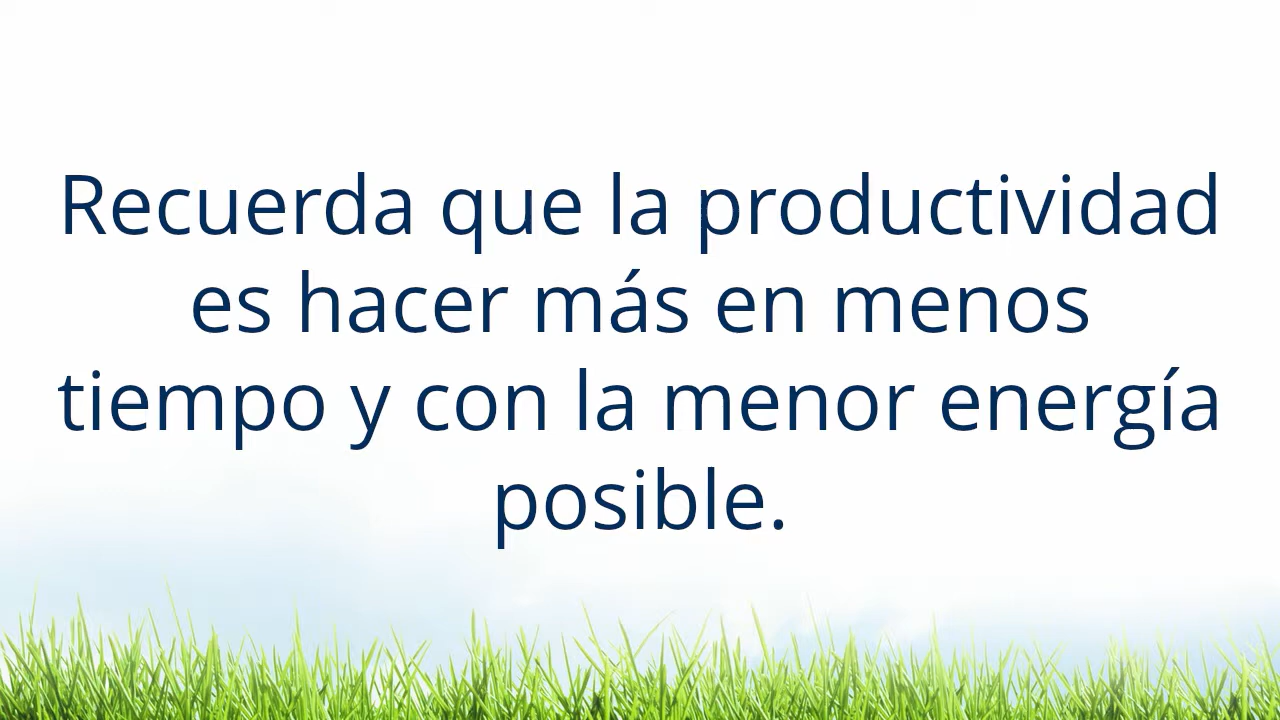 Recuerda que la productividad
es hacer más en menos
tiempo y con la menor energía
posible.